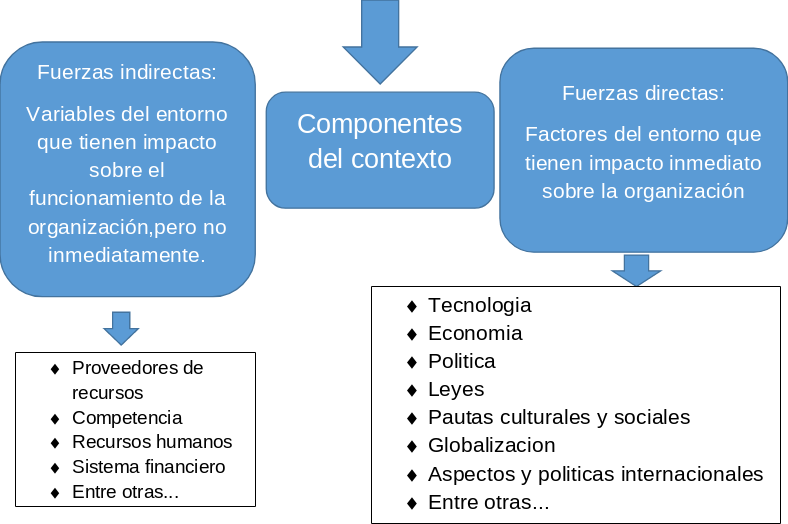 Fuerzas indirectas:
Variables del entorno
que tienen impacto
sobre el
funcionamiento de la
organización,pero no
inmediatamente.
Componentes
del contexto
Fuerzas directas:
Factores del entorno que
tienen impacto inmediato
sobre la organización
♦ Proveedores de
recursos
♦ Competencia
♦ Recursos humanos
♦ Sistema financiero
♦ Entre otras...
♦ Tecnologia
♦ Economia
♦ Politica
♦ Leyes
♦ Pautas culturales y sociales
♦ Globalizacion
♦ Aspectos y politicas internacionales
♦ Entre otras...